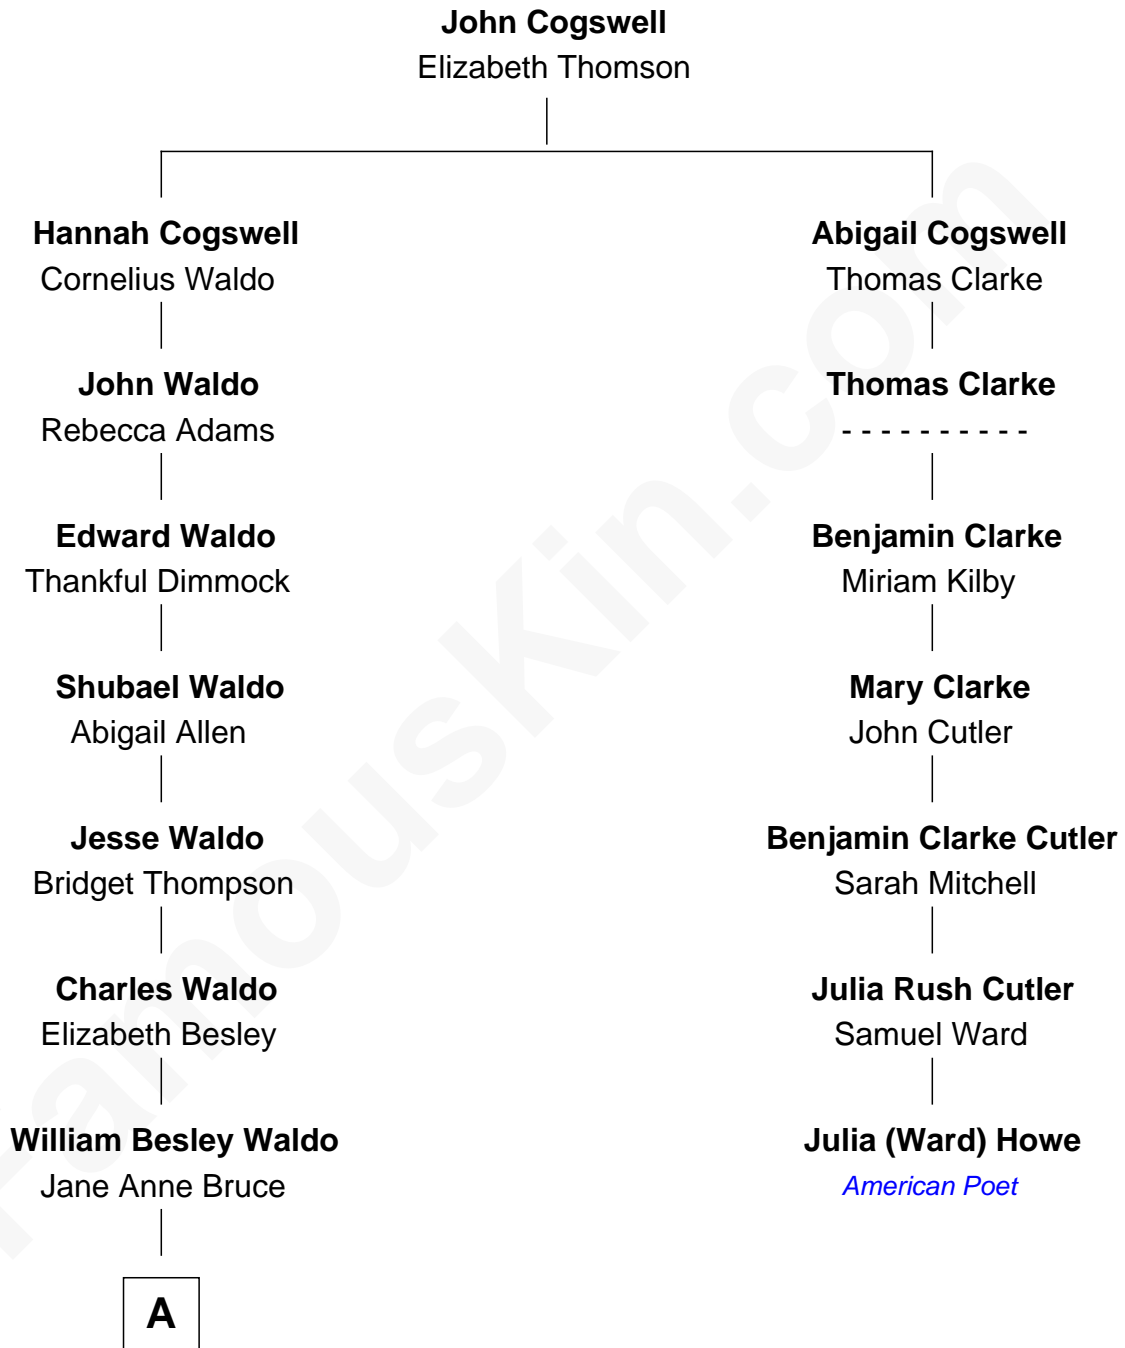 John Cogswell
Elizabeth Thomson
Hannah Cogswell
Cornelius Waldo
Abigail Cogswell
Thomas Clarke
John Waldo
Rebecca Adams
Thomas Clarke
- - - - - - - - - -
Edward Waldo
Thankful Dimmock
Benjamin Clarke
Miriam Kilby
Shubael Waldo
Abigail Allen
Mary Clarke
John Cutler
Jesse Waldo
Bridget Thompson
Benjamin Clarke Cutler
Sarah Mitchell
Charles Waldo
Elizabeth Besley
Julia Rush Cutler
Samuel Ward
William Besley Waldo
Jane Anne Bruce
Julia (Ward) Howe
American Poet
A
FamousKin.com